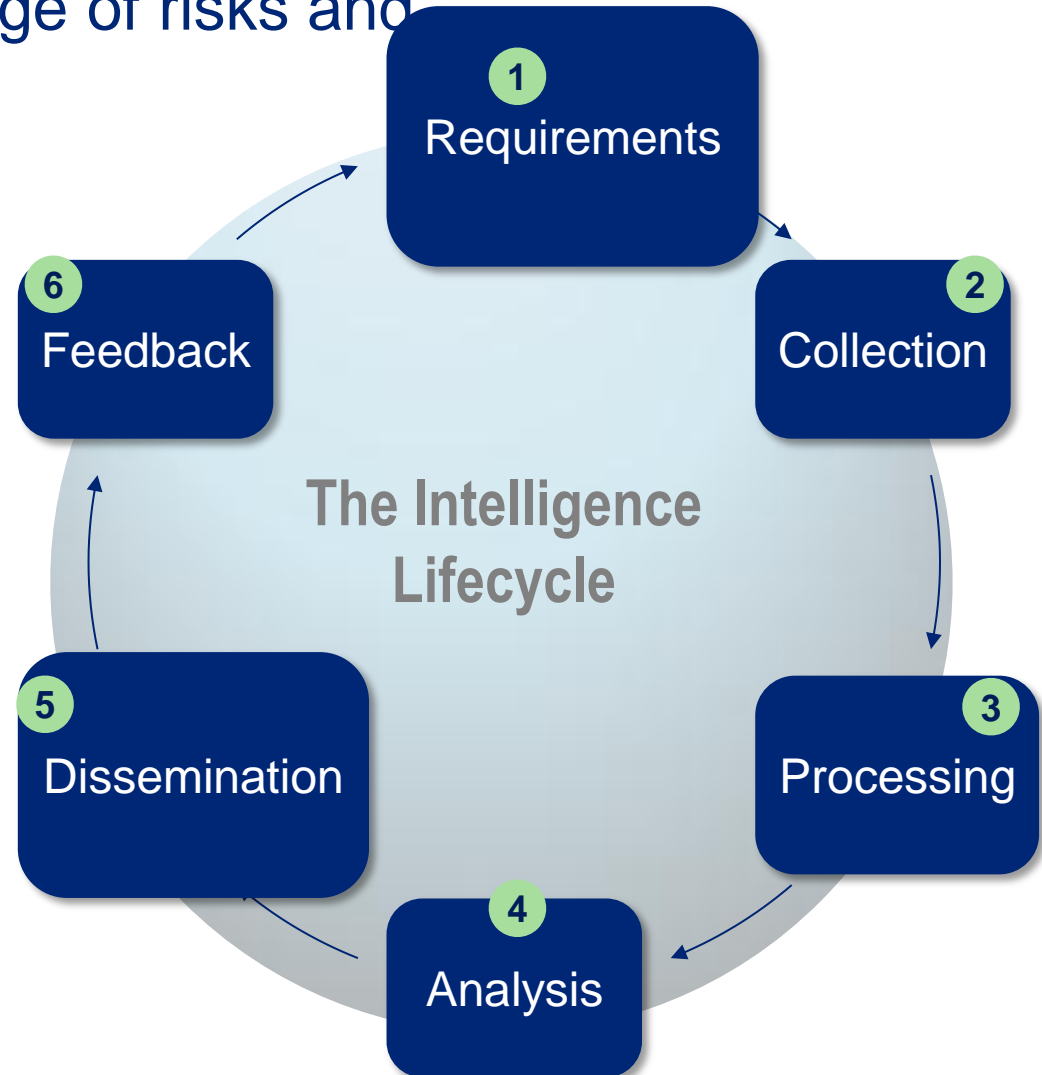 ge of risks and
1
Requirements
2
Collection
3
Processing
4
Analysis
5
Dissemination
6
Feedback
The Intelligence
Lifecycle